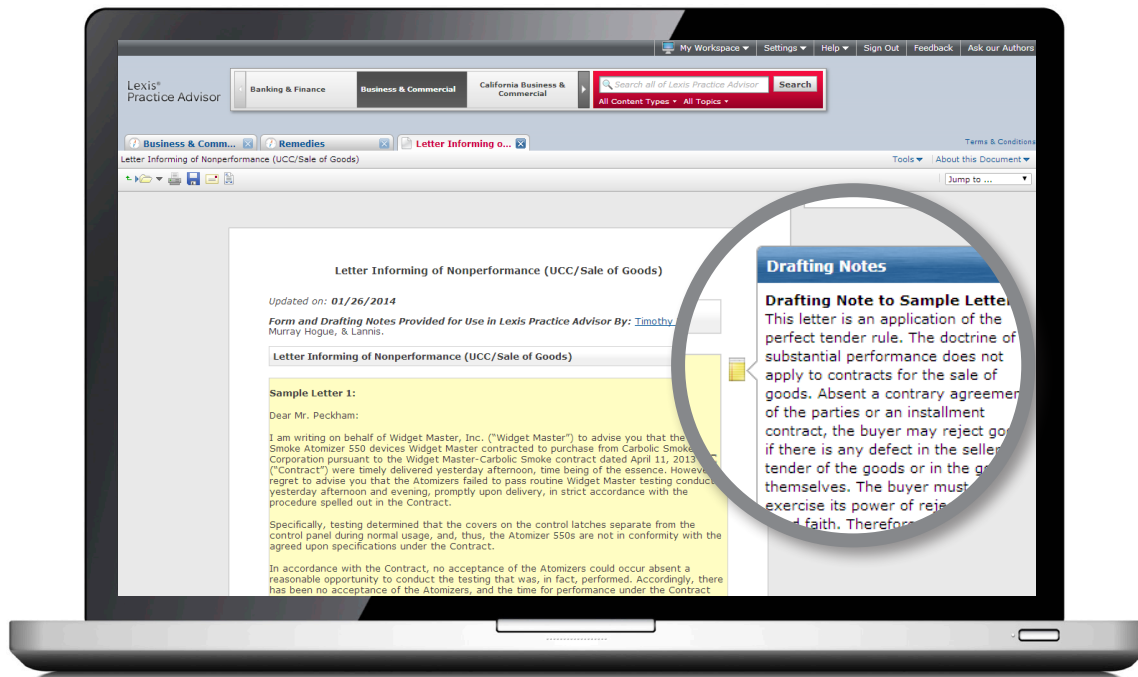 My Workspace ▾ Settings ▾ Help ▾ Sign Out Feedback Ask our Authors
Lexis®
Practice Advisor
Banking & Finance
Business & Commercial
California Business &
Commercial
Search all of Lexis Practice Advisor Search
All Content Types ▾ All Topics ▾
Business & Comm... Remedies Letter Informing o...
Terms & Conditions
Letter Informing of Nonperformance (UCC/Sale of Goods)
Tools ▾ About this Document ▾
Jump to ... ▾
Letter Informing of Nonperformance (UCC/Sale of Goods)
Updated on: 01/26/2014
Form and Drafting Notes Provided for Use in Lexis Practice Advisor By: Timothy
Murray Hogue, & Lannis.
Letter Informing of Nonperformance (UCC/Sale of Goods)
Sample Letter 1:
Dear Mr. Peckham:
I am writing on behalf of Widget Master, Inc. (“Widget Master”) to advise you that the
Smoke Atomizer 550 devices Widget Master contracted to purchase from Carbolic Smoke
Corporation pursuant to the Widget Master-Carbolic Smoke contract dated April 11, 2013
(“Contract”) were timely delivered yesterday afternoon, time being of the essence. However
regret to advise you that the Atomizers failed to pass routine Widget Master testing
yesterday afternoon and evening, promptly upon delivery, in strict accordance with the
procedure spelled out in the Contract.
Specifically, testing determined that the covers on the control latches separate from the
control panel during normal usage, and, thus, the Atomizer 550s are not in conformity with the
agreed upon specifications under the Contract.
In accordance with the Contract, no acceptance of the Atomizers could occur absent a
reasonable opportunity to conduct the testing that was, in fact, performed. Accordingly, there
has been no acceptance of the Atomizers, and the time for performance under the Contract
Drafting Notes
Drafting Note to Sample Letter
This letter is an application of the
perfect tender rule. The doctrine of
substantial performance does not
apply to contracts for the sale of
goods. Absent a contrary agreemen
of the parties or an installment
contract, the buyer may reject go
if there is any defect in the seller
tender of the goods or in the g
themselves. The buyer must
exercise its power of reje
faith. Therefor